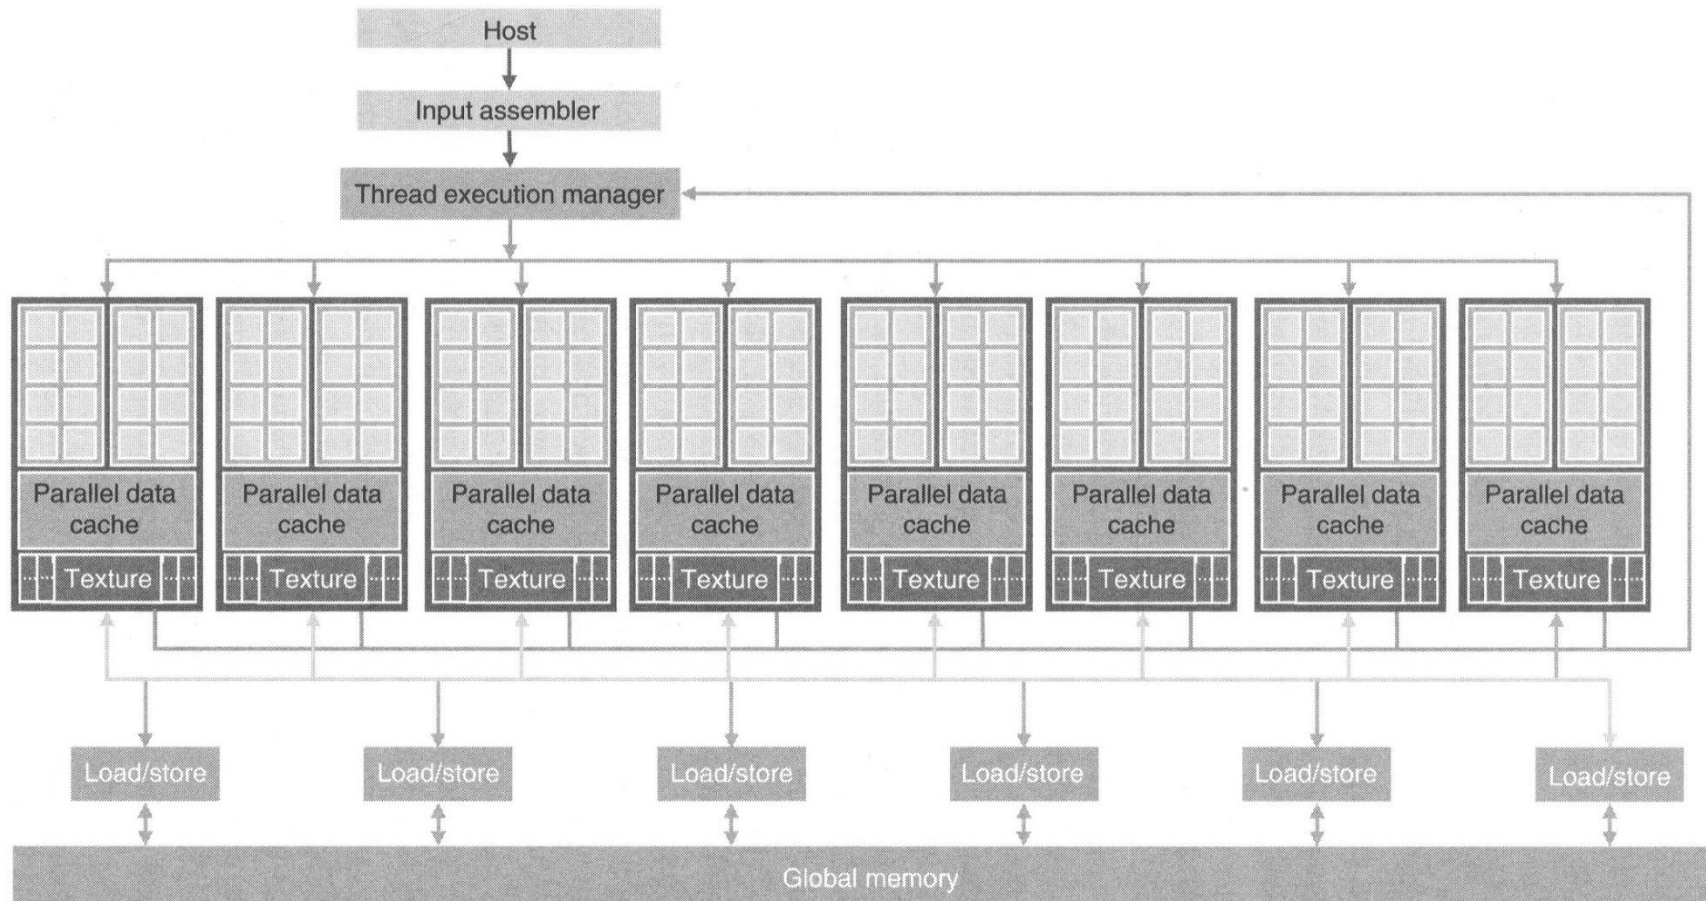 Host
Input assembler
Thread execution manager
Parallel data
cache
Parallel data
cache
Parallel data
cache
Parallel data
cache
Parallel data
cache
Parallel data
cache
Parallel data
cache
Parallel data
cache
Texture
Texture
Texture
Texture
Texture
Texture
Texture
Texture
Load/store
Load/store
Load/store
Load/store
Load/store
Load/store
Global memory